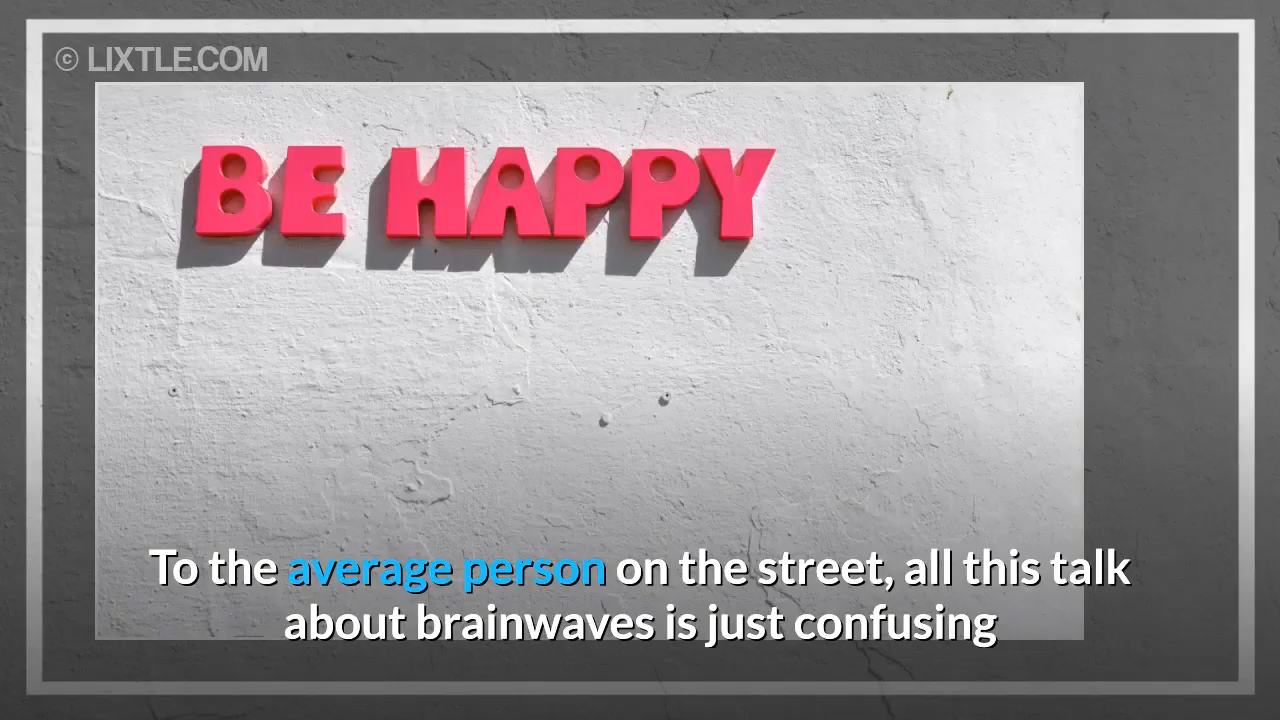 © LIXTLE.COM
BE HAPPY
To the average person on the street, all this talk
about brainwaves is just confusing